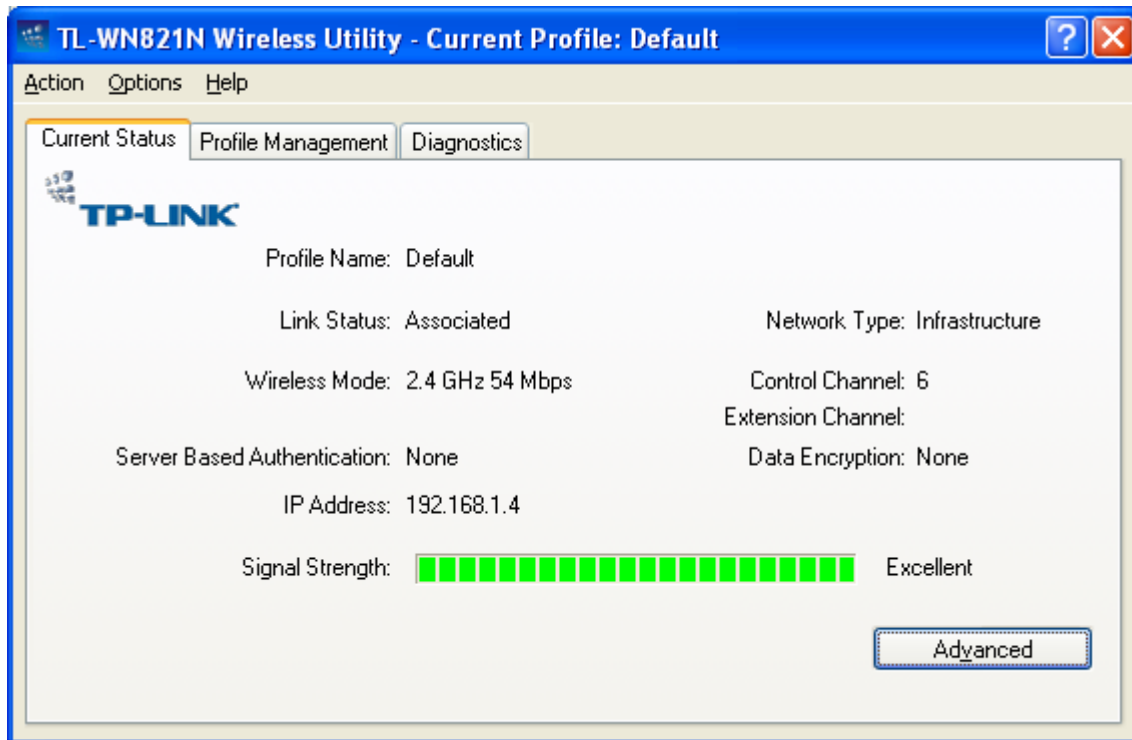 TL-WN821N Wireless Utility - Current Profile: Default
Action Options Help
Current Status Profile Management Diagnostics
TP-LINK
Profile Name: Default
Link Status: Associated Network Type: Infrastructure
Wireless Mode: 2.4 GHz 54 Mbps Control Channel: 6
Extension Channel:
Server Based Authentication: None Data Encryption: None
IP Address: 192.168.1.4
Signal Strength: Excellent
Advanced